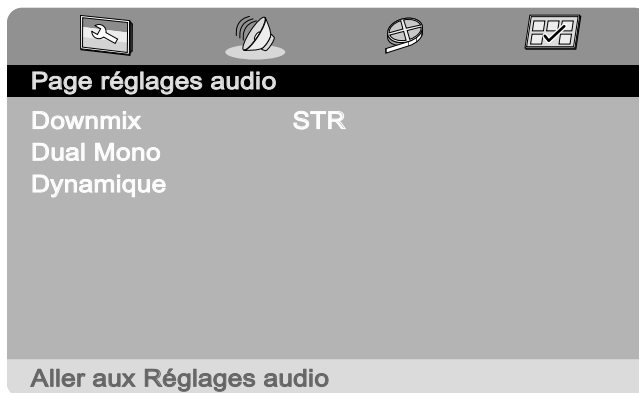 Page réglages audio
Downmix STR
Dual Mono
Dynamique
Aller aux Réglages audio